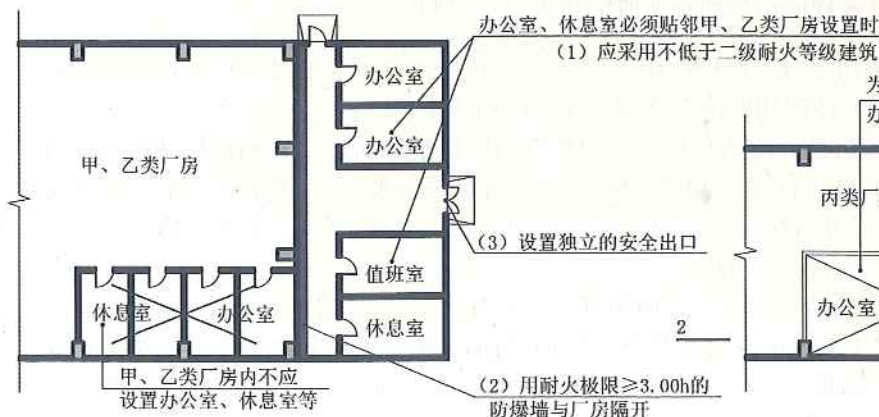 办公室、休息室必须贴邻甲、乙类厂房设置时
(1) 应采用不低于二级耐火等级建筑
为
办
办公室
办公室
甲、乙类厂房
丙类厂
(3) 设置独立的安全出口
值班室
休息室
办公室
休息室
办公室
2
甲、乙类厂房内不应
设置办公室、休息室等
(2) 用耐火极限≥3.00h的
防爆墙与厂房隔开